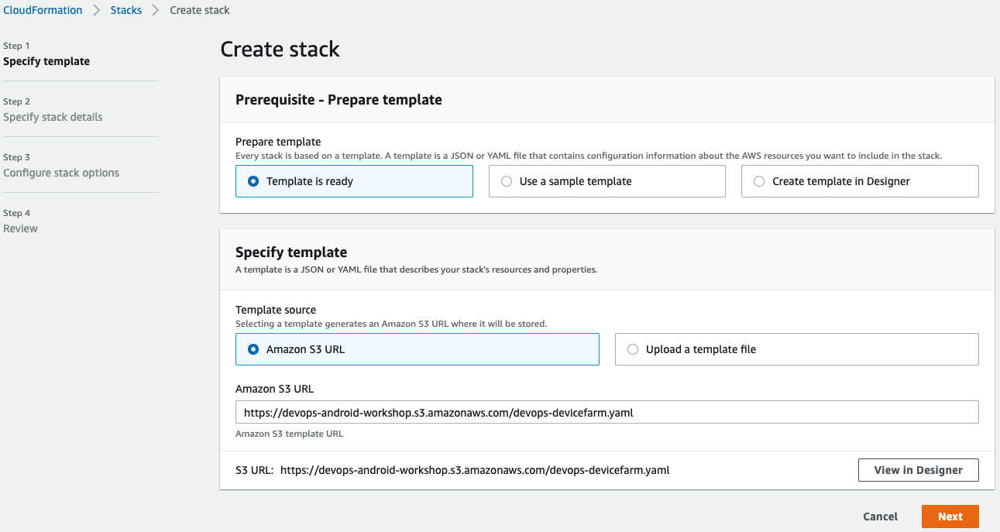 CloudFormation > Stacks > Create stack
Step 1
Specify template
Step 2
Specify stack details
Step 3
Configure stack options
Step 4
Review
Create stack
Prerequisite - Prepare template
Prepare template
Every stack is based on a template. A template is a JSON or YAML file that contains configuration information about the AWS resources you want to include in the stack.
Template is ready
Use a sample template
Create template in Designer
Specify template
A template is a JSON or YAML file that describes your stack's resources and properties.
Template source
Selecting a template generates an Amazon S3 URL where it will be stored.
Amazon S3 URL
Upload a template file
Amazon S3 URL
https://devops-android-workshop.s3.amazonaws.com/devops-devicefarm.yaml
Amazon S3 template URL
S3 URL: https://devops-android-workshop.s3.amazonaws.com/devops-devicefarm.yaml
View in Designer
Cancel
Next